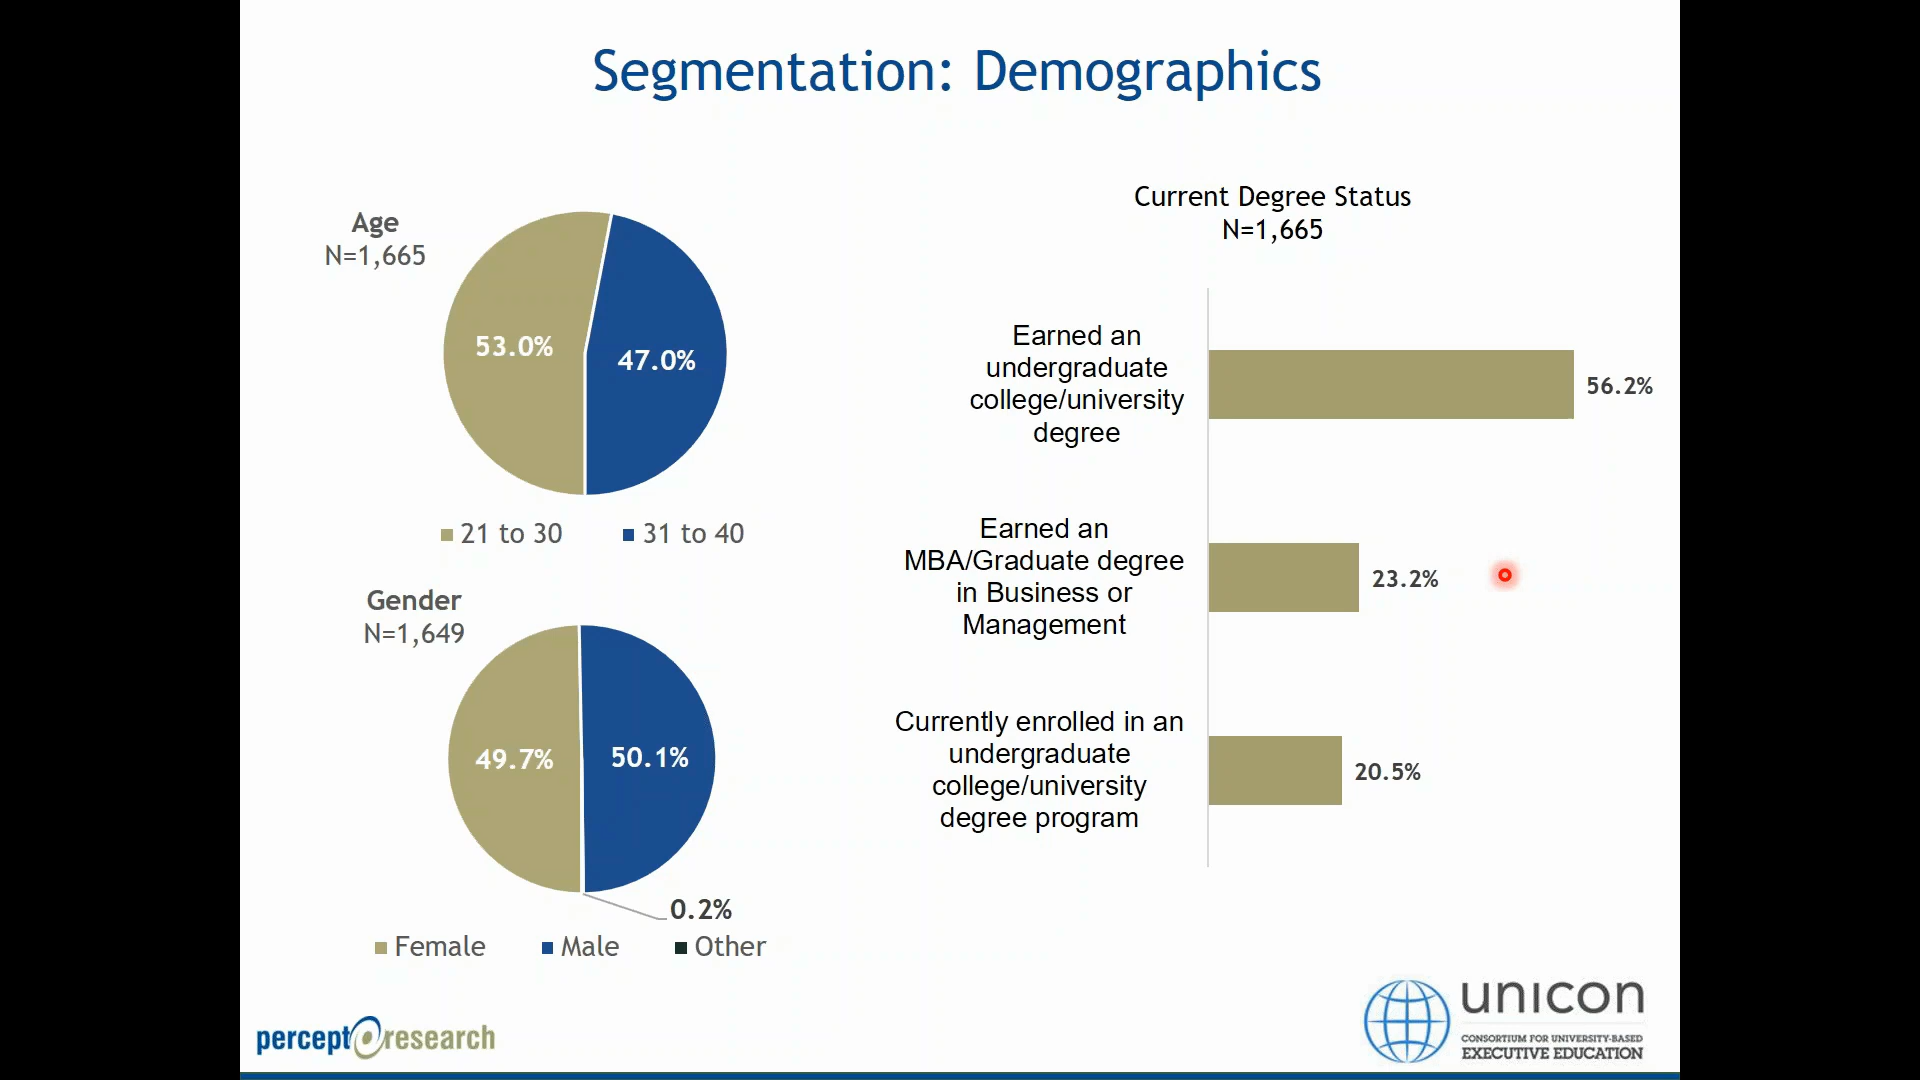 Segmentation: Demographics
Age
N=1,665
53.0%
47.0%
21 to 30
31 to 40
Gender
N=1,649
49.7%
50.1%
0.2%
Female
Male
Other
Current Degree Status
N=1,665
Earned an
undergraduate
college/university
degree
56.2%
Earned an
MBA/Graduate degree
in Business or
Management
23.2%
Currently enrolled in an
undergraduate
college/university
degree program
20.5%
percept research
unicon
CONSORTIUM FOR UNIVERSITY-BASED
EXECUTIVE EDUCATION